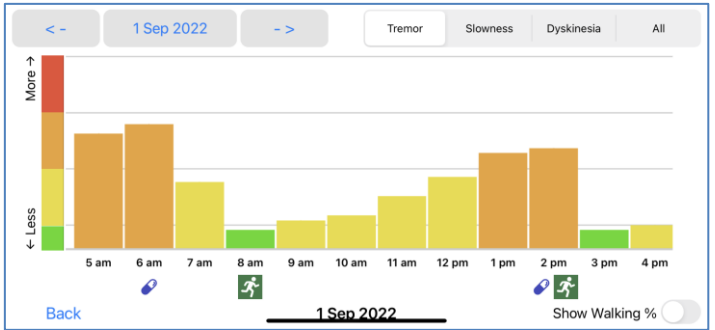 < - 1 Sep 2022 - > Tremor Slowness Dyskinesia All
More →
← Less
5 am 6 am 7 am 8 am 9 am 10 am 11 am 12 pm 1 pm 2 pm 3 pm 4 pm
Back 1 Sep 2022 Show Walking %